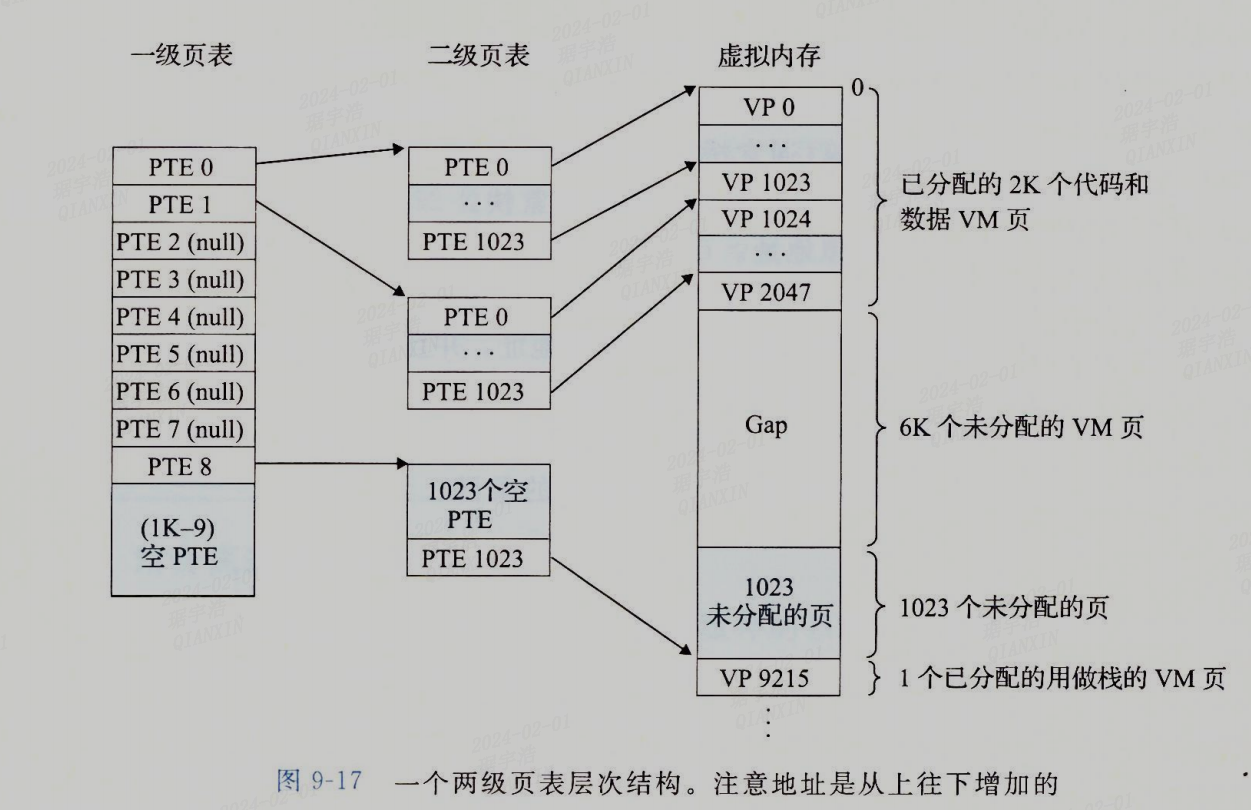 一级页表
二级页表
虚拟内存
PTE 0
PTE 1
PTE 2 (null)
PTE 3 (null)
PTE 4 (null)
PTE 5 (null)
PTE 6 (null)
PTE 7 (null)
PTE 8
(1K–9)
空 PTE
PTE 0
···
PTE 1023
PTE 0
···
PTE 1023
1023个空
PTE
PTE 1023
0
VP 0
···
VP 1023
VP 1024
···
VP 2047
Gap
1023
未分配的页
VP 9215
已分配的 2K 个代码和
数据 VM 页
6K 个未分配的 VM 页
1023 个未分配的页
1 个已分配的用做栈的 VM 页
图 9-17 一个两级页表层次结构。注意地址是从上往下增加的
2024-02-01
QIANXIN